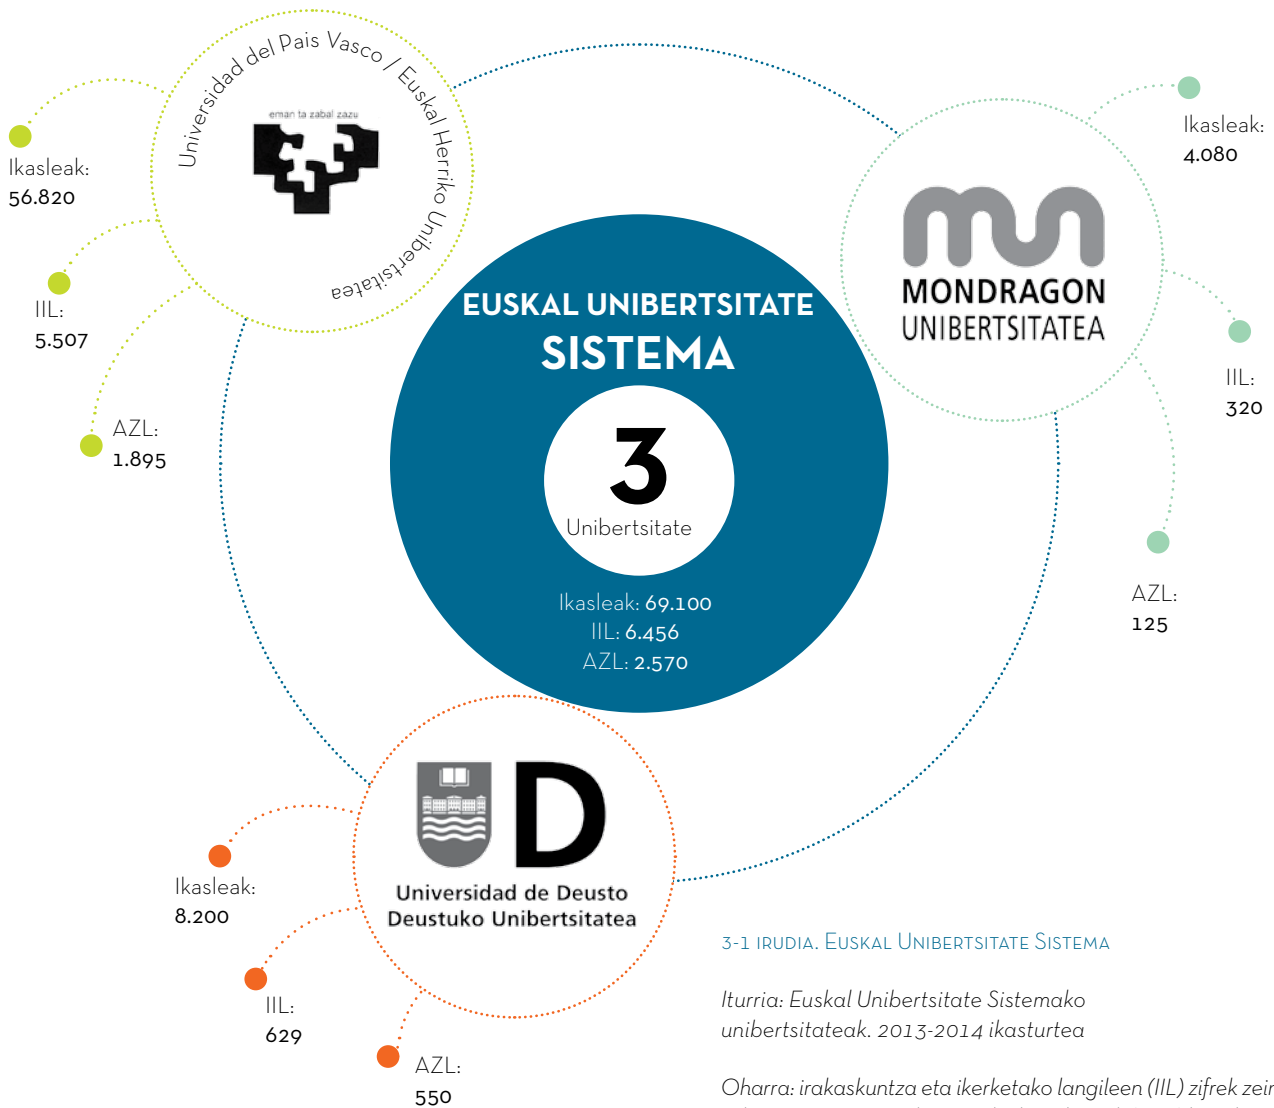 Universidad del Pais Vasco / Euskal Herriko Unibertsitatea
eman ta zabal zazu
Ikasleak:
56.820
IIL:
5.507
AZL:
1.895
MONDRAGON
UNIBERTSITATEA
Ikasleak:
4.080
IIL:
320
AZL:
125
EUSKAL UNIBERTSITATE
SISTEMA
3
Unibertsitate
Ikasleak: 69.100
IIL: 6.456
AZL: 2.570
D
Universidad de Deusto
Deustuko Unibertsitatea
Ikasleak:
8.200
IIL:
629
AZL:
550
3-1 IRUDIA. EUSKAL UNIBERTSITATE SISTEMA
Iturria: Euskal Unibertsitate Sistemako
unibertsitateak. 2013-2014 ikasturtea
Oharra: irakaskuntza eta ikerketako langileen (IIL) zifrek zein